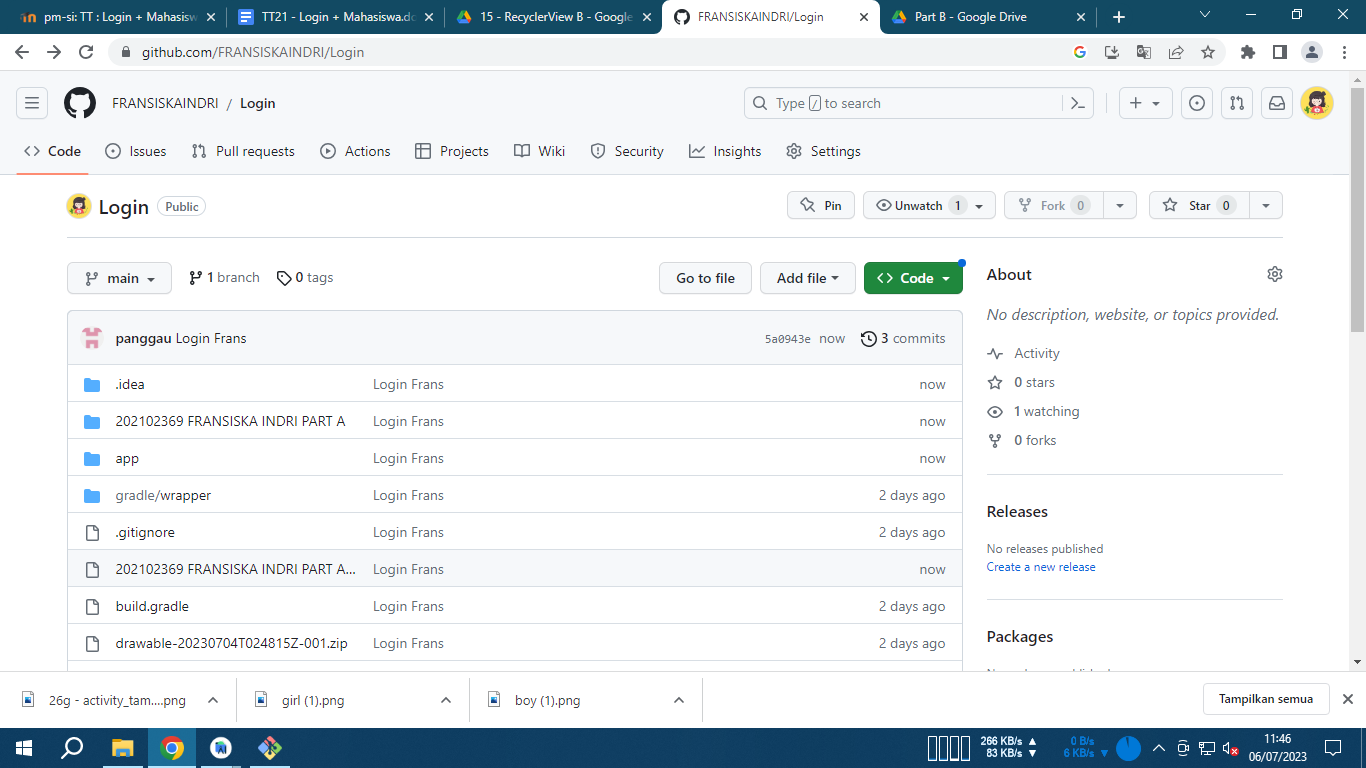 pm-si: TT : Login + Mahasisw
TT21 - Login + Mahasiswa.do
15 - RecyclerView B - Google
FRANSISKAINDRI/Login
Part B - Google Drive
github.com/FRANSISKAINDRI/Login
FRANSISKAINDRI / Login
Type / to search
Code
Issues
Pull requests
Actions
Projects
Wiki
Security
Insights
Settings
Login
Public
Pin
Unwatch 1
Fork 0
Star 0
main
1 branch
0 tags
Go to file
Add file
Code
panggau Login Frans
5a0943e now
3 commits
.idea Login Frans now
202102369 FRANSISKA INDRI PART A Login Frans now
app Login Frans now
gradle/wrapper Login Frans 2 days ago
.gitignore Login Frans 2 days ago
202102369 FRANSISKA INDRI PART A... Login Frans now
build.gradle Login Frans 2 days ago
drawable-20230704T024815Z-001.zip Login Frans 2 days ago
About
No description, website, or topics provided.
Activity
0 stars
1 watching
0 forks
Releases
No releases published
Create a new release
Packages
26g - activity_tam....png
girl (1).png
boy (1).png
Tampilkan semua
266 KB/s
83 KB/s
0 B/s
6 KB/s
11:46
06/07/2023